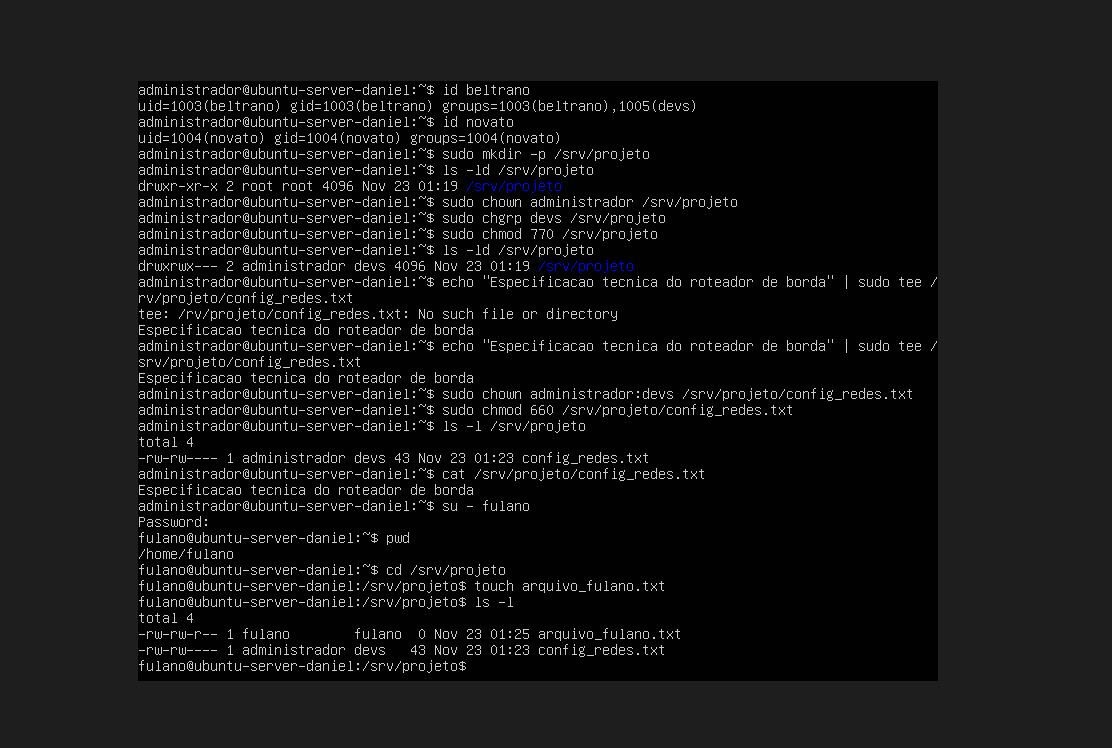 administrador@ubuntu-server-daniel:~$ id beltrano
uid=1003(beltrano) gid=1003(beltrano) groups=1003(beltrano),1005(devs)
administrador@ubuntu-server-daniel:~$ id novato
uid=1004(novato) gid=1004(novato) groups=1004(novato)
administrador@ubuntu-server-daniel:~$ sudo mkdir -p /srv/projeto
administrador@ubuntu-server-daniel:~$ ls -ld /srv/projeto
drwxr-xr-x 2 root root 4096 Nov 23 01:19 /srv/projeto
administrador@ubuntu-server-daniel:~$ sudo chown administrador /srv/projeto
administrador@ubuntu-server-daniel:~$ sudo chgrp devs /srv/projeto
administrador@ubuntu-server-daniel:~$ sudo chmod 770 /srv/projeto
administrador@ubuntu-server-daniel:~$ ls -ld /srv/projeto
drwxrwx--- 2 administrador devs 4096 Nov 23 01:19 /srv/projeto
administrador@ubuntu-server-daniel:~$ echo "Especificacao tecnica do roteador de borda" | sudo tee /
rv/projeto/config_redes.txt
tee: /rv/projeto/config_redes.txt: No such file or directory
Especificacao tecnica do roteador de borda
administrador@ubuntu-server-daniel:~$ echo "Especificacao tecnica do roteador de borda" | sudo tee /
srv/projeto/config_redes.txt
Especificacao tecnica do roteador de borda
administrador@ubuntu-server-daniel:~$ sudo chown administrador:devs /srv/projeto/config_redes.txt
administrador@ubuntu-server-daniel:~$ sudo chmod 660 /srv/projeto/config_redes.txt
administrador@ubuntu-server-daniel:~$ ls -l /srv/projeto
total 4
-rw-rw---- 1 administrador devs 43 Nov 23 01:23 config_redes.txt
administrador@ubuntu-server-daniel:~$ cat /srv/projeto/config_redes.txt
Especificacao tecnica do roteador de borda
administrador@ubuntu-server-daniel:~$ su - fulano
Password:
fulano@ubuntu-server-daniel:~$ pwd
/home/fulano
fulano@ubuntu-server-daniel:~$ cd /srv/projeto
fulano@ubuntu-server-daniel:/srv/projeto$ touch arquivo_fulano.txt
fulano@ubuntu-server-daniel:/srv/projeto$ ls -l
total 4
-rw-rw-r-- 1 fulano        fulano  0 Nov 23 01:25 arquivo_fulano.txt
-rw-rw---- 1 administrador devs   43 Nov 23 01:23 config_redes.txt
fulano@ubuntu-server-daniel:/srv/projeto$